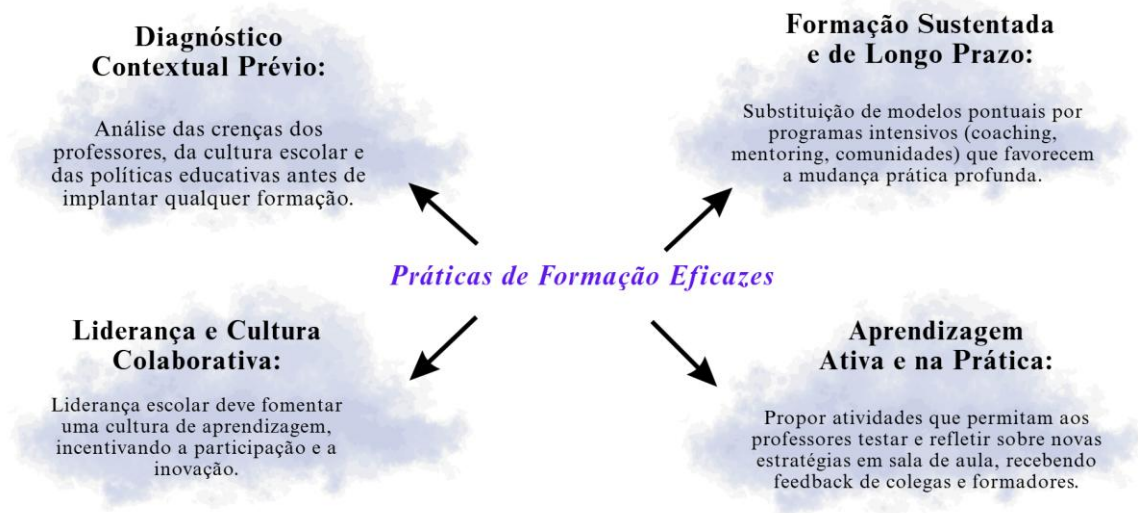 Diagnóstico
Contextual Prévio:
Análise das crenças dos
professores, da cultura escolar e
das políticas educativas antes de
implantar qualquer formação.
Formação Sustentada
e de Longo Prazo:
Substituição de modelos pontuais por
programas intensivos (coaching,
mentoring, comunidades) que favorecem
a mudança prática profunda.
Práticas de Formação Eficazes
Liderança e Cultura
Colaborativa:
Liderança escolar deve fomentar
uma cultura de aprendizagem,
incentivando a participação e a
inovação.
Aprendizagem
Ativa e na Prática:
Propor atividades que permitam aos
professores testar e refletir sobre novas
estratégias em sala de aula, recebendo
feedback de colegas e formadores.